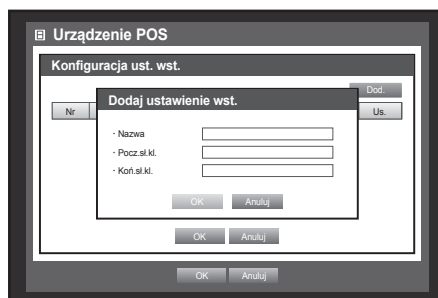 Urządzenie POS
Konfiguracja ust. wst.
Dod.
Nr
Us.
Dodaj ustawienie wst.
· Nazwa
· Pocz.sł.kl.
· Koń.sł.kl.
OK Anuluj
OK Anuluj
OK Anuluj